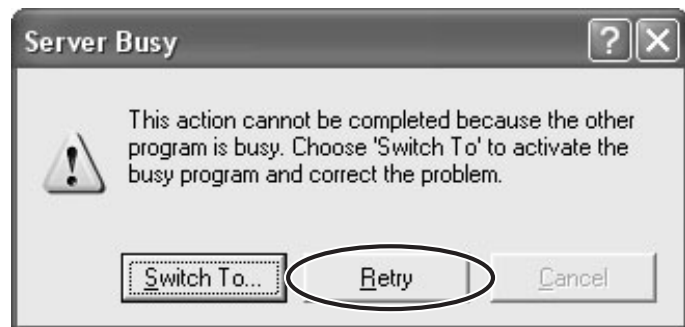 Server Busy
This action cannot be completed because the other
program is busy. Choose 'Switch To' to activate the
busy program and correct the problem.
Switch To... Retry Cancel